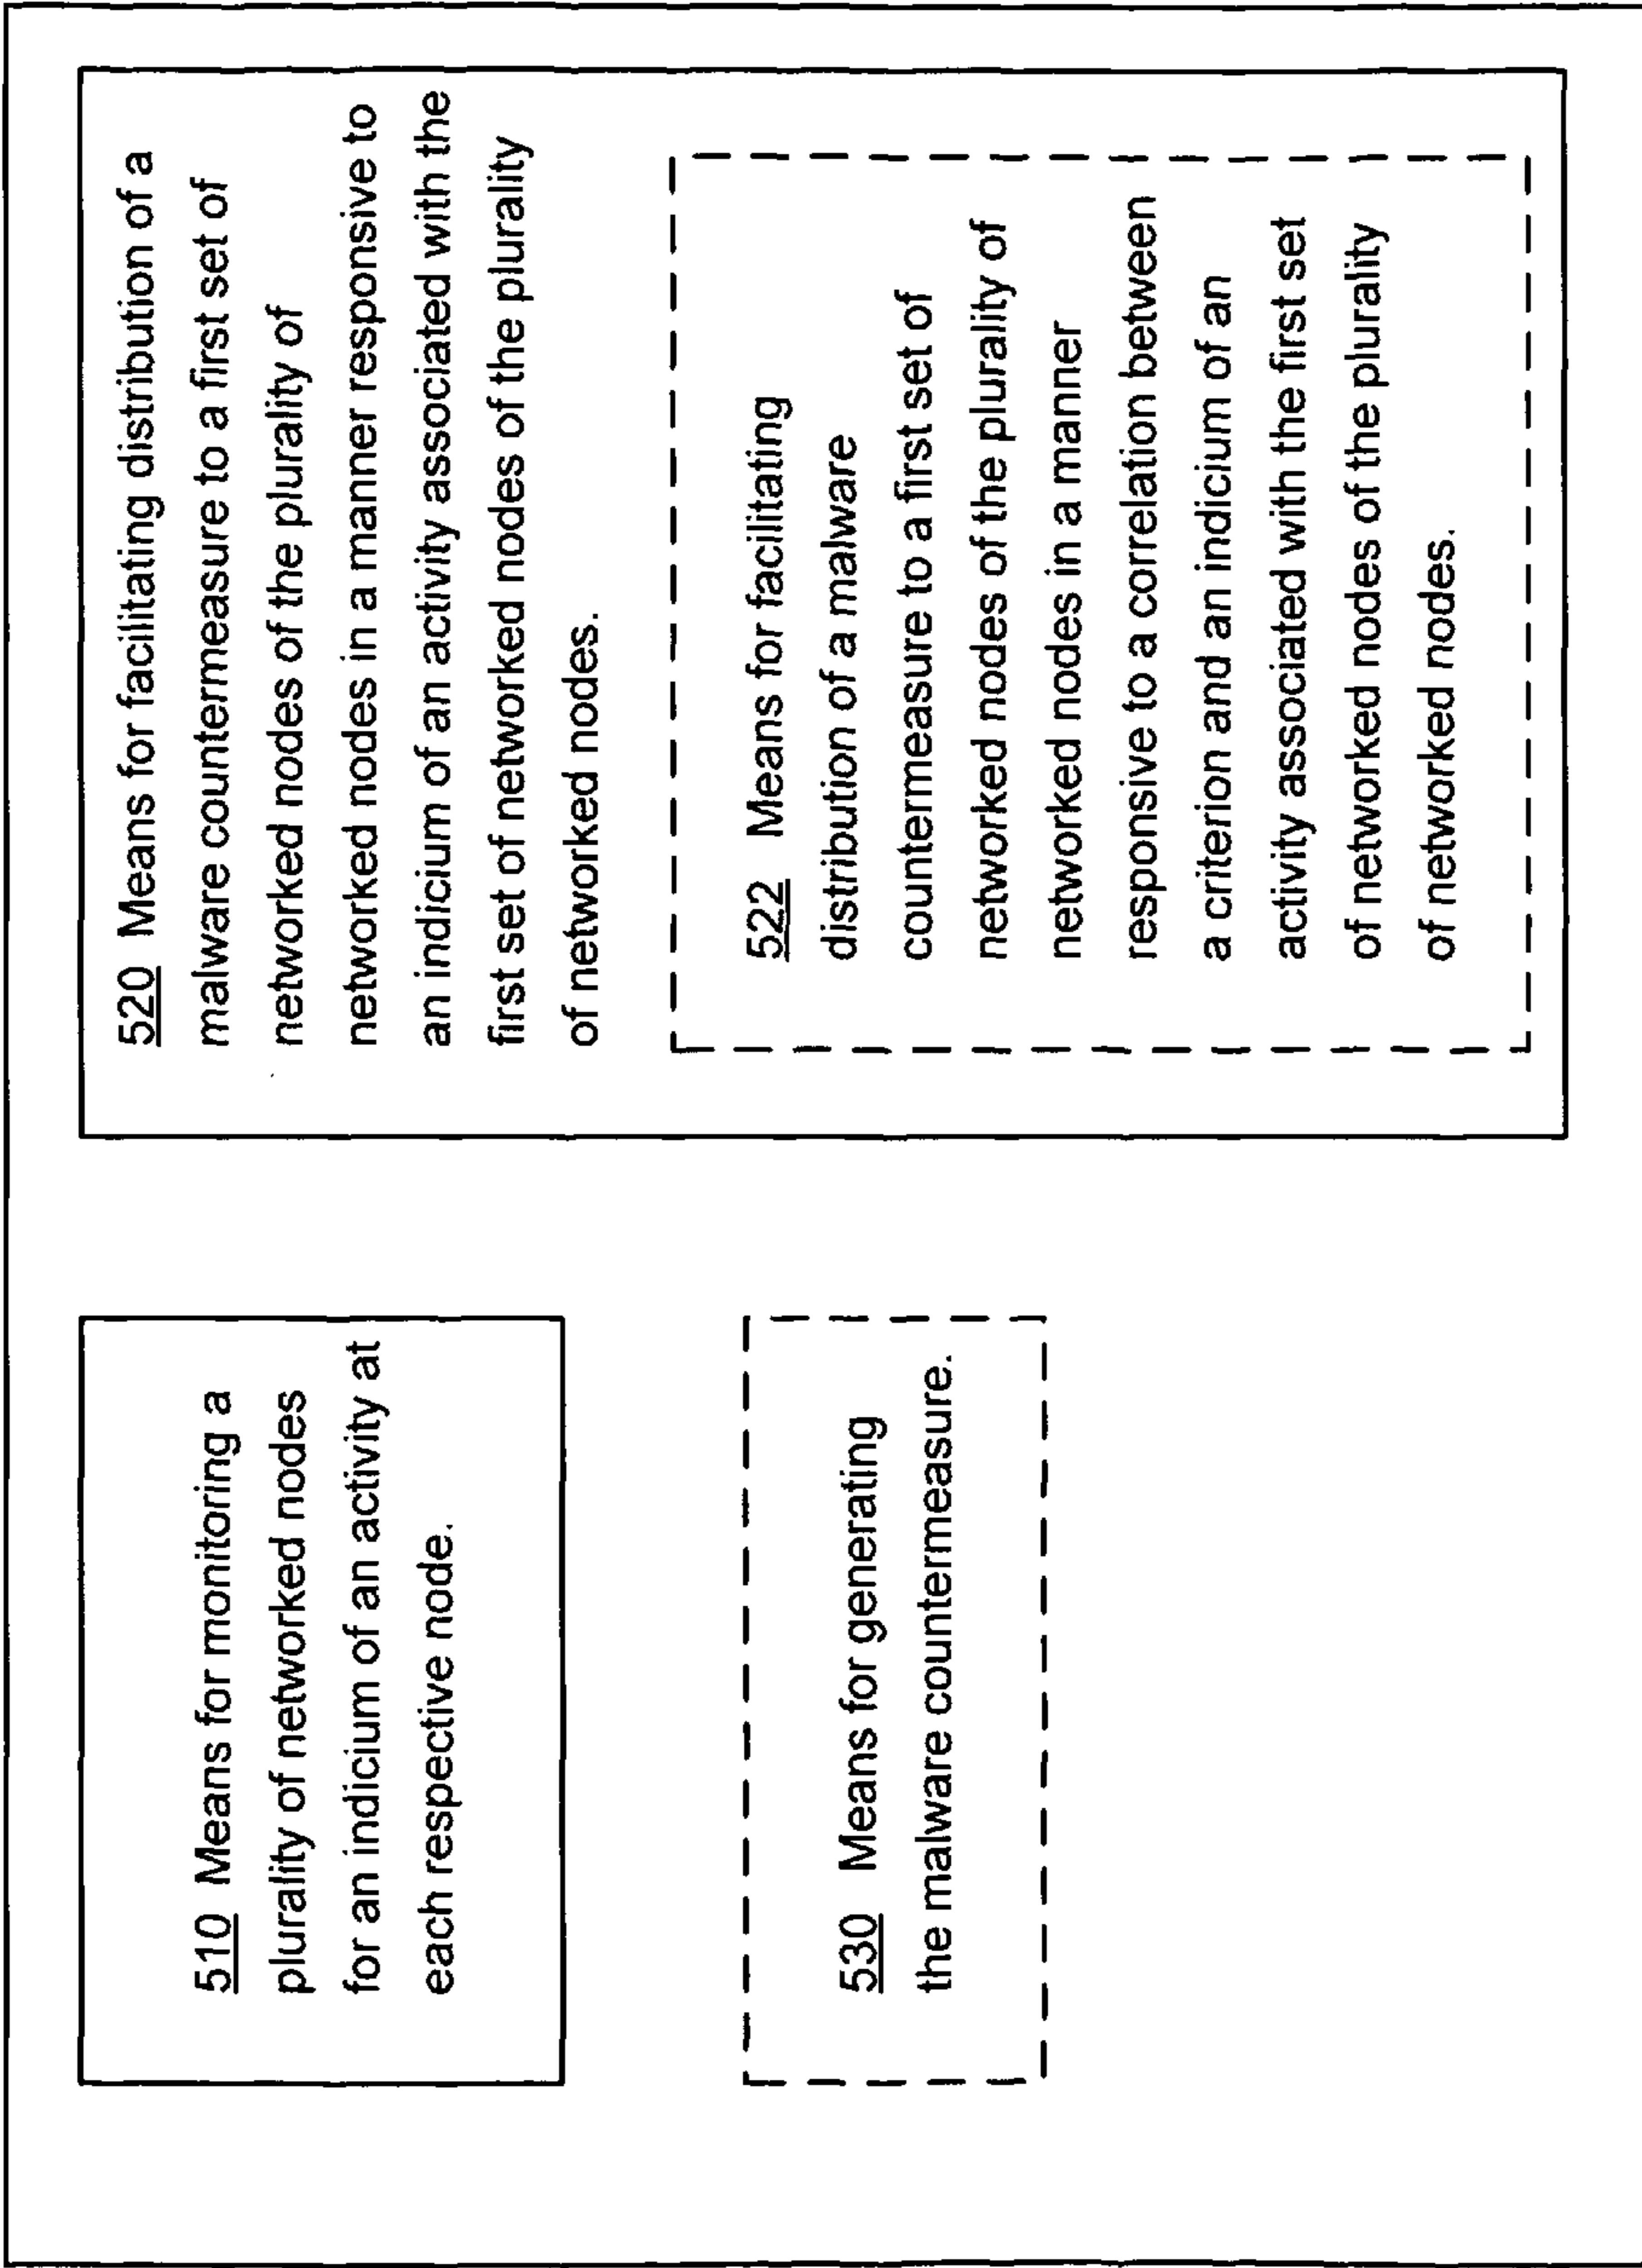 510 Means for monitoring a
plurality of networked nodes
for an indicium of an activity at
each respective node.
530 Means for generating
the malware countermeasure.
520 Means for facilitating distribution of a
malware countermeasure to a first set of
networked nodes of the plurality of
networked nodes in a manner responsive to
an indicium of an activity associated with the
first set of networked nodes of the plurality
of networked nodes.
522 Means for facilitating
distribution of a malware
countermeasure to a first set of
networked nodes of the plurality of
networked nodes in a manner
responsive to a correlation between
a criterion and an indicium of an
activity associated with the first set
of networked nodes of the plurality
of networked nodes.